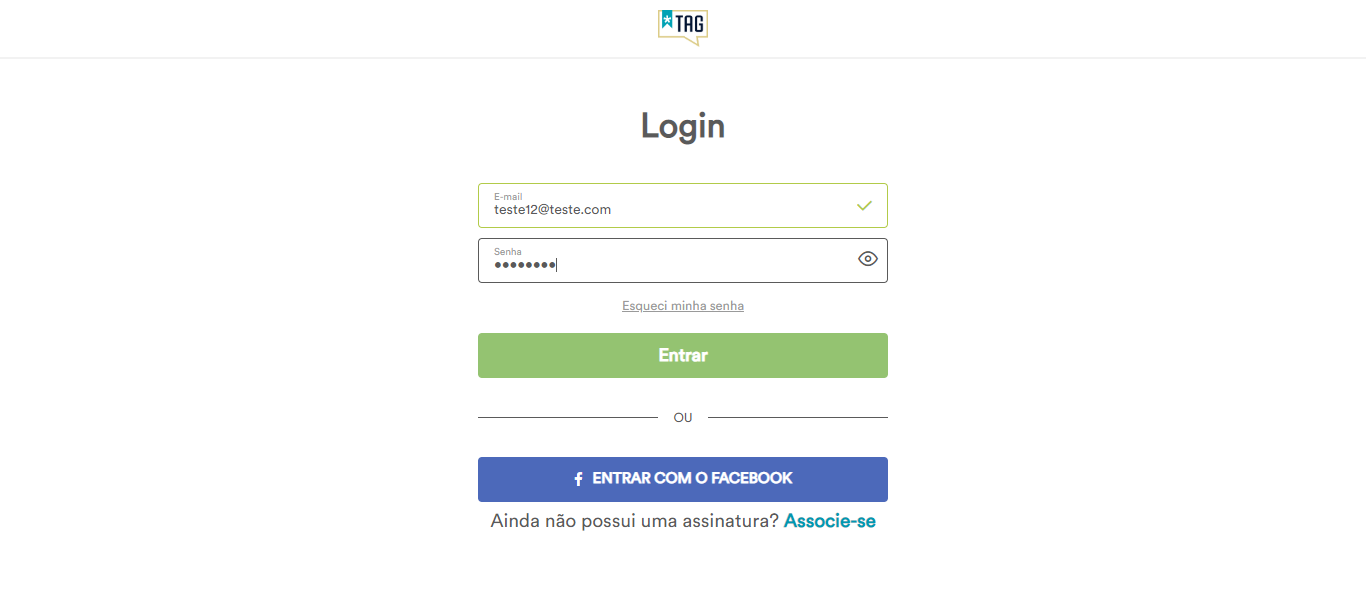 TAG
Login
E-mail
teste12@teste.com
Senha
••••••••
Esqueci minha senha
Entrar
OU
ENTRAR COM O FACEBOOK
Ainda não possui uma assinatura? Associe-se